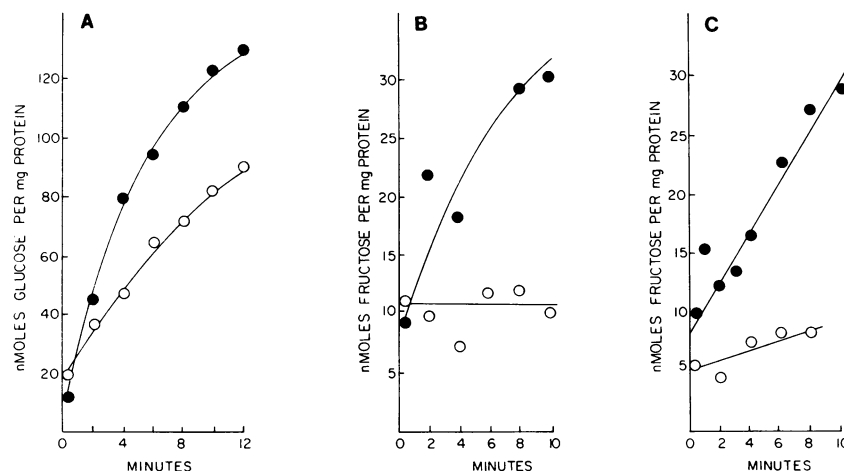 A
nMOLES GLUCOSE PER mg PROTEIN
120
100
80
60
40
20
0 4 8 12
MINUTES
B
nMOLES FRUCTOSE PER mg PROTEIN
30
25
20
15
10
5
0 2 4 6 8 10
MINUTES
C
nMOLES FRUCTOSE PER mg PROTEIN
30
25
20
15
10
5
0 2 4 6 8 10
MINUTES